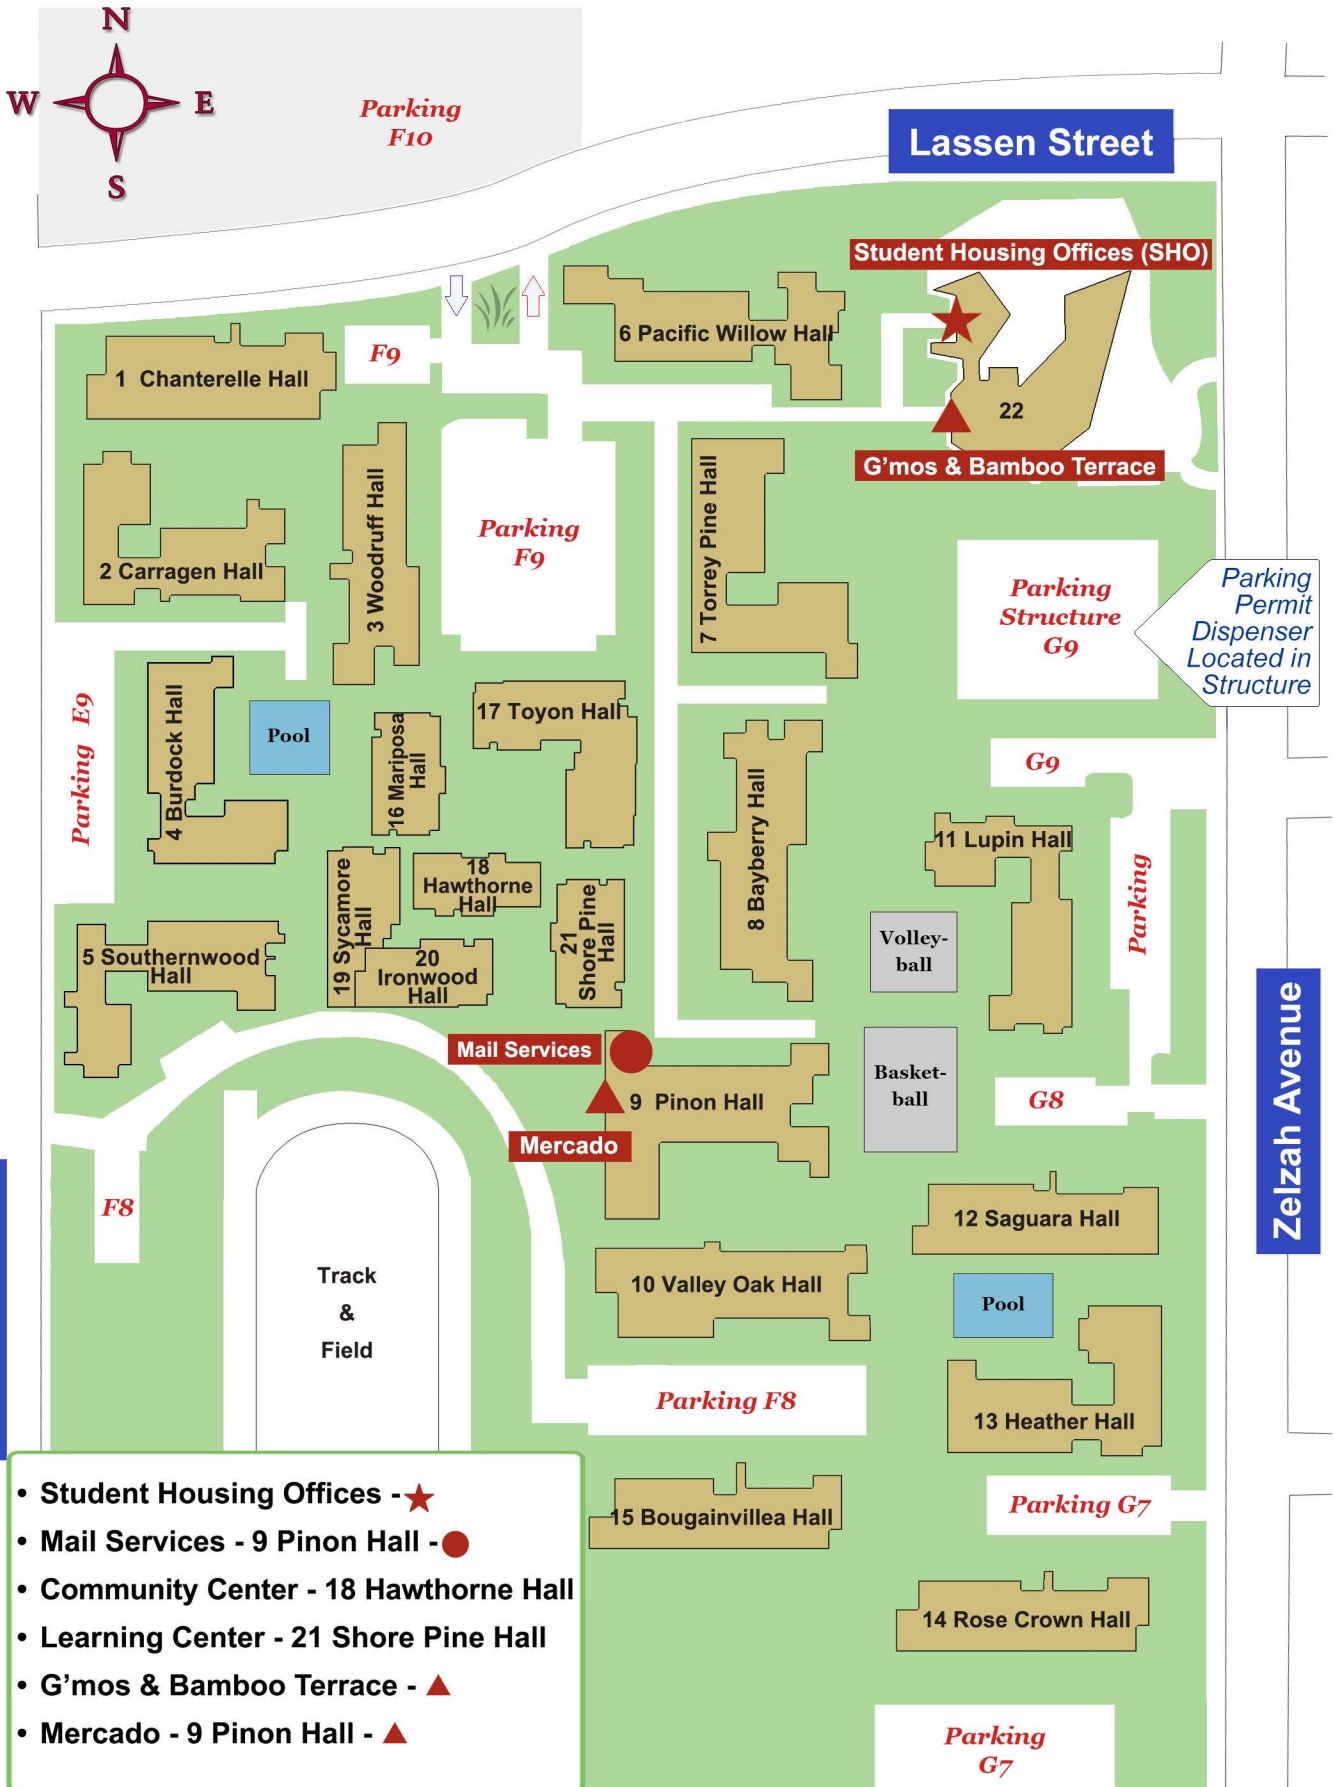 N
W
E
S
Parking
F10
Lassen Street
Student Housing Offices (SHO)
6 Pacific Willow Hall
F9
1 Chanterelle Hall
22
G'mos & Bamboo Terrace
3 Woodruff Hall
Parking
F9
7 Torrey Pine Hall
2 Carragen Hall
Parking
Structure
G9
Parking
Permit
Dispenser
Located in
Structure
Parking E9
4 Burdock Hall
Pool
16 Mariposa
Hall
17 Toyon Hall
G9
8 Bayberry Hall
11 Lupin Hall
Parking
18
Hawthorne
Hall
19 Sycamore
Hall
20
Ironwood
Hall
21
Shore Pine
Hall
5 Southernwood
Hall
Volley-
ball
Zelzah Avenue
Mail Services
9 Pinon Hall
Mercado
Basket-
ball
G8
F8
12 Saguara Hall
Track
&
Field
10 Valley Oak Hall
Pool
Parking F8
13 Heather Hall
15 Bougainvillea Hall
Parking G7
14 Rose Crown Hall
Parking
G7
• Student Housing Offices -
• Mail Services - 9 Pinon Hall -
• Community Center - 18 Hawthorne Hall
• Learning Center - 21 Shore Pine Hall
• G'mos & Bamboo Terrace -
• Mercado - 9 Pinon Hall -